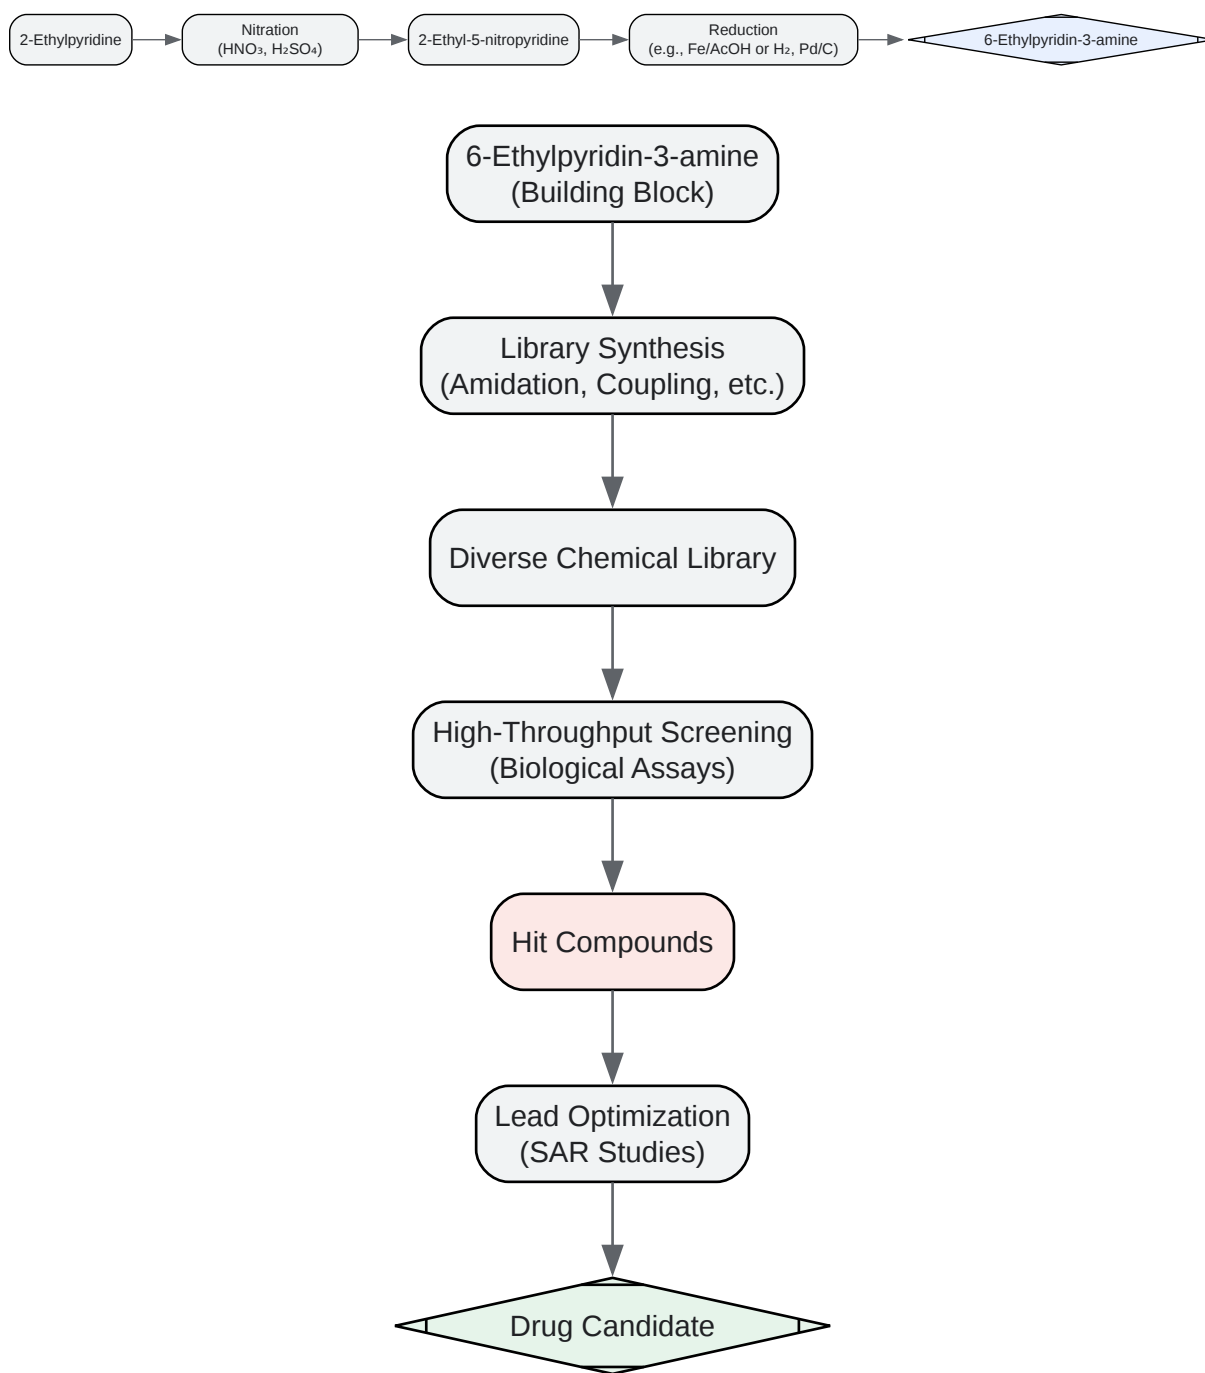 2-Ethylpyridine
Nitration
(HNO₃, H₂SO₄)
2-Ethyl-5-nitropyridine
Reduction
(e.g., Fe/AcOH or H₂, Pd/C)
6-Ethylpyridin-3-amine
6-Ethylpyridin-3-amine
(Building Block)
Library Synthesis
(Amidation, Coupling, etc.)
Diverse Chemical Library
High-Throughput Screening
(Biological Assays)
Hit Compounds
Lead Optimization
(SAR Studies)
Drug Candidate